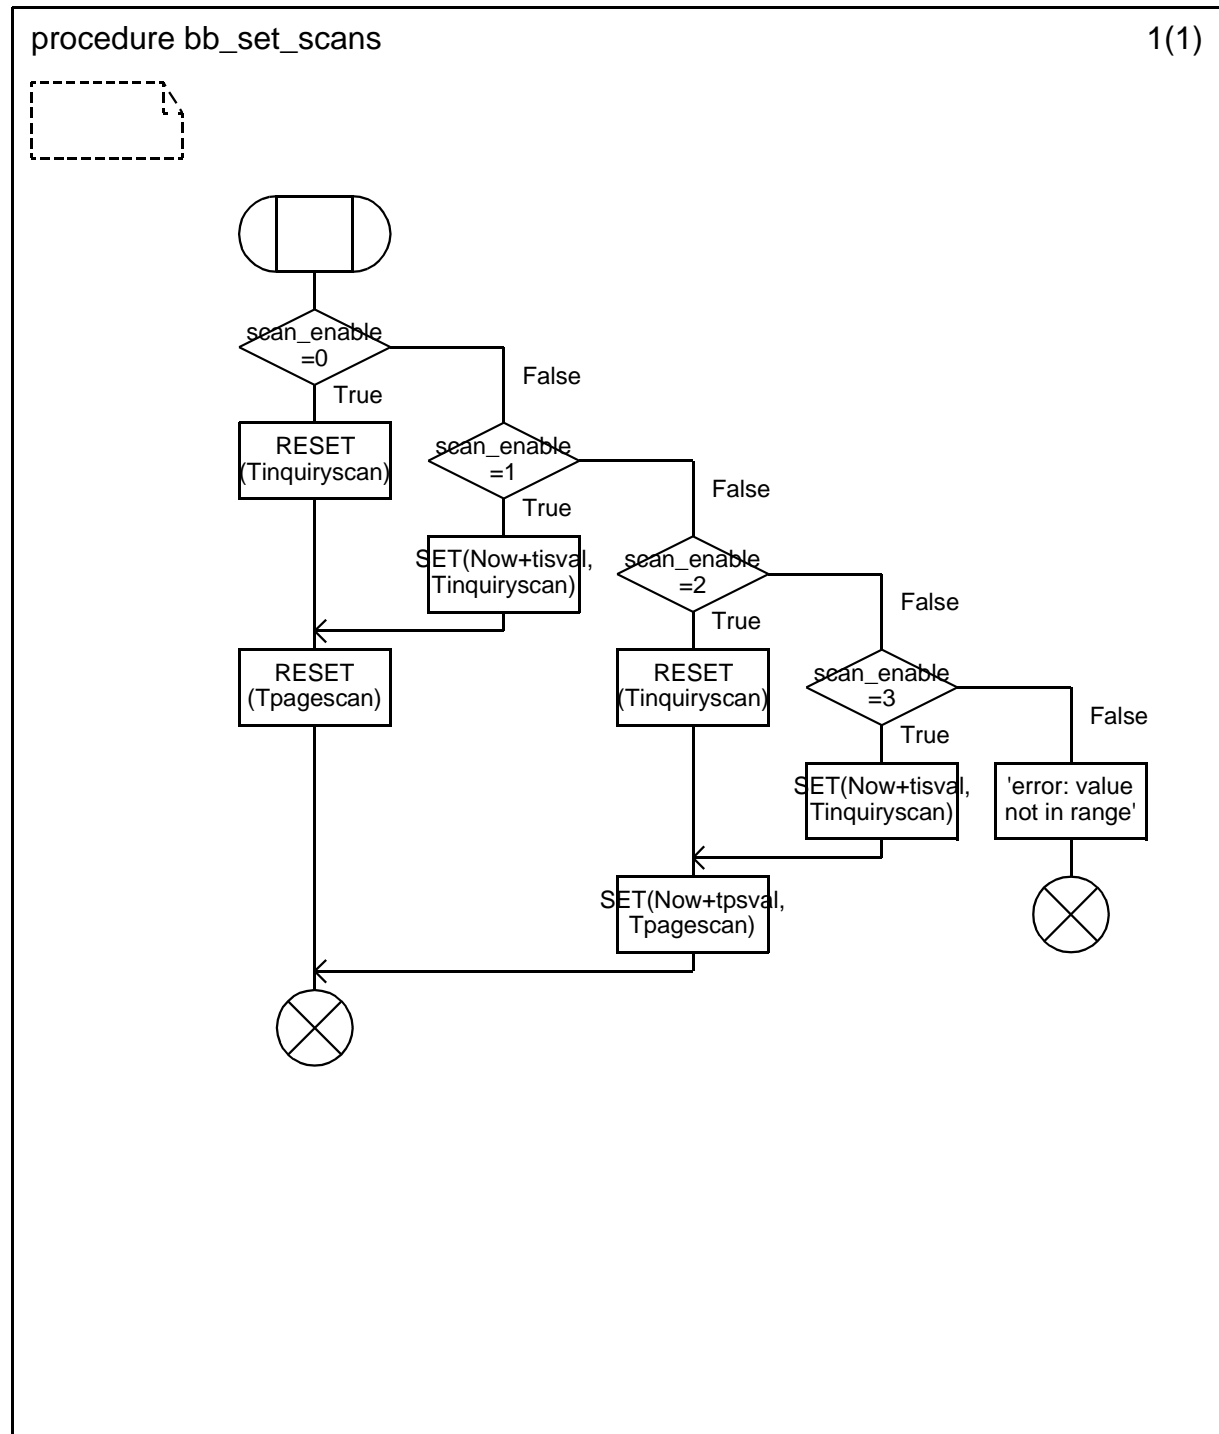 procedure bb_set_scans
1(1)
scan_enable
=0
False
True
RESET
(Tinquiryscan)
scan_enable
=1
False
True
SET(Now+tisval,
Tinquiryscan)
scan_enable
=2
False
True
RESET
(Tpagescan)
RESET
(Tinquiryscan)
scan_enable
=3
False
True
SET(Now+tisval,
Tinquiryscan)
'error: value
not in range'
SET(Now+tpsval,
Tpagescan)